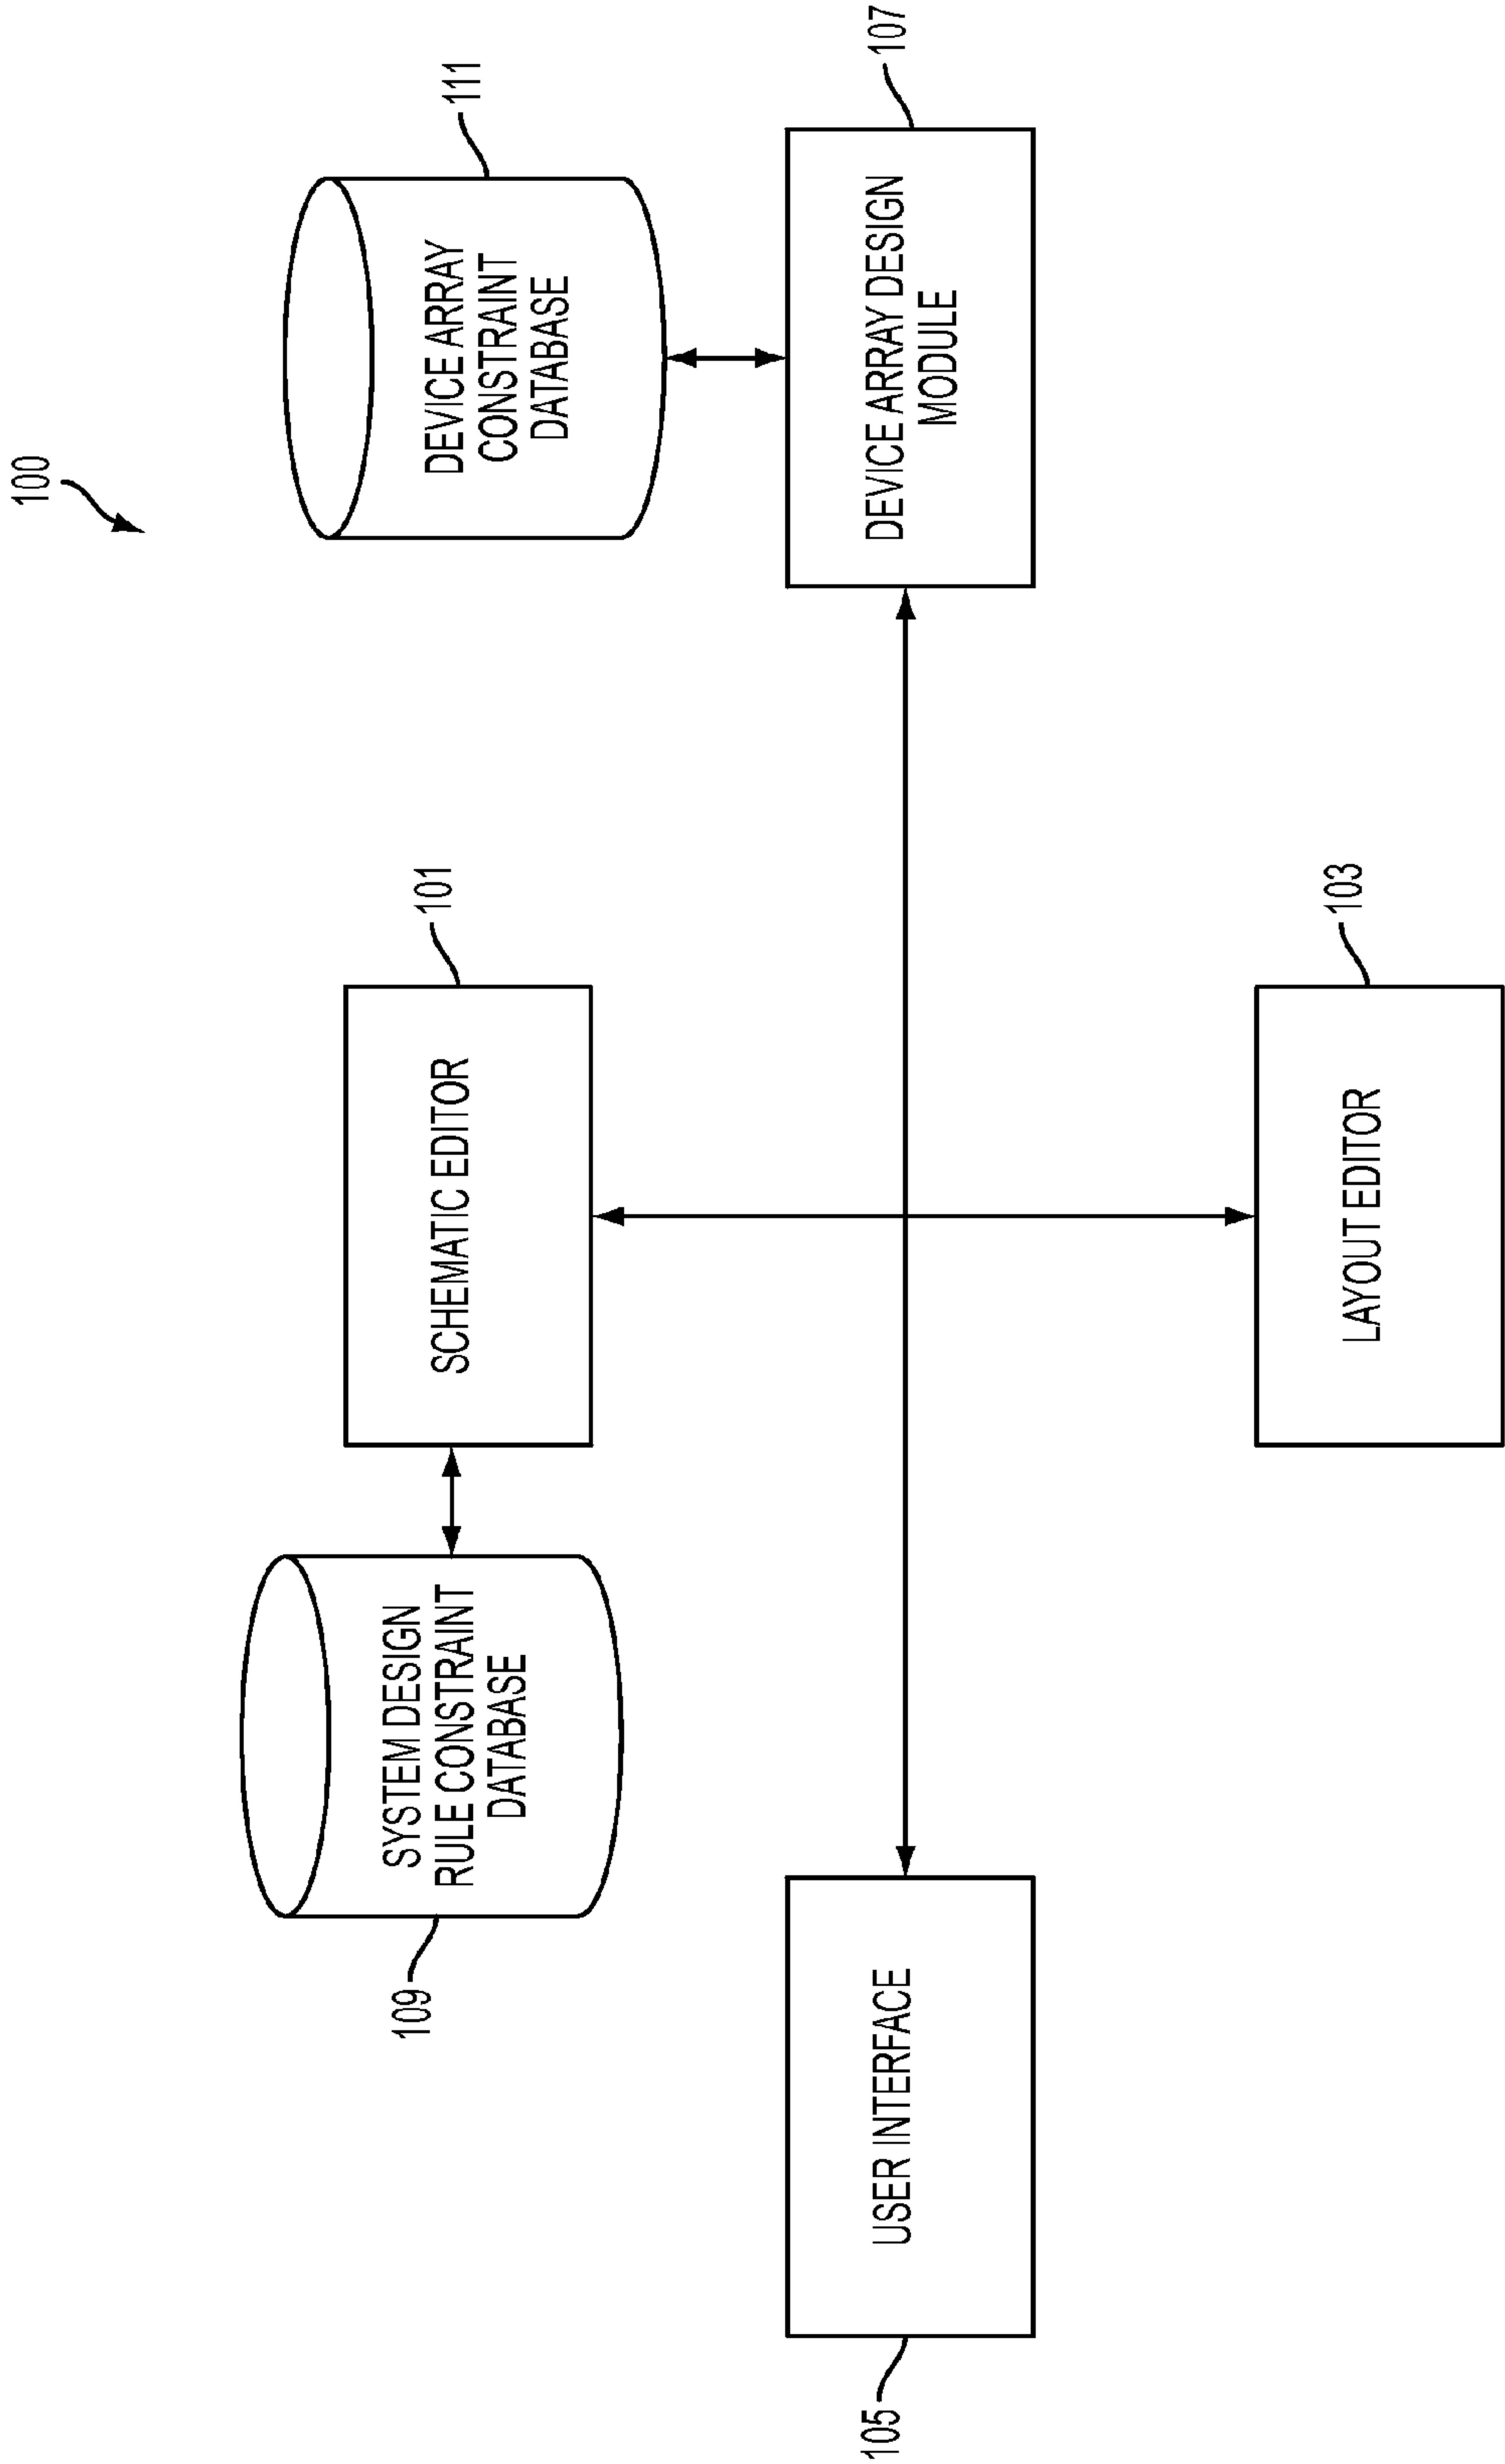 100
109
SYSTEM DESIGN
RULE CONSTRAINT
DATABASE
SCHEMATIC EDITOR
101
DEVICE ARRAY
CONSTRAINT
DATABASE
111
105
USER INTERFACE
DEVICE ARRAY DESIGN
MODULE
107
LAYOUT EDITOR
103